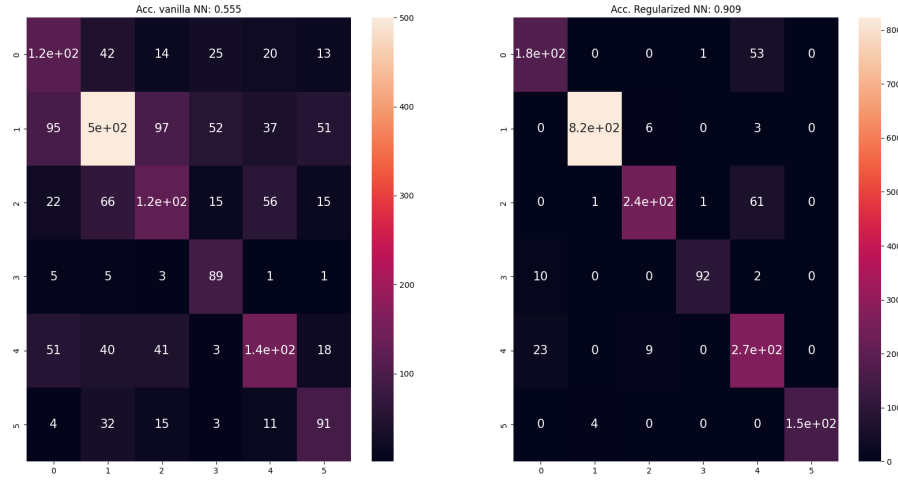 Acc. vanilla NN: 0.555
0 1.2e+02 42 14 25 20 13
1 95 5e+02 97 52 37 51
2 22 66 1.2e+02 15 56 15
3 5 5 3 89 1 1
4 51 40 41 3 1.4e+02 18
5 4 32 15 3 11 91
0 1 2 3 4 5
500
400
300
200
100
Acc. Regularized NN: 0.909
0 1.8e+02 0 0 1 53 0
1 0 8.2e+02 6 0 3 0
2 0 1 2.4e+02 1 61 0
3 10 0 0 92 2 0
4 23 0 9 0 2.7e+02 0
5 0 4 0 0 0 1.5e+02
0 1 2 3 4 5
800
700
600
500
400
300
200
100
0